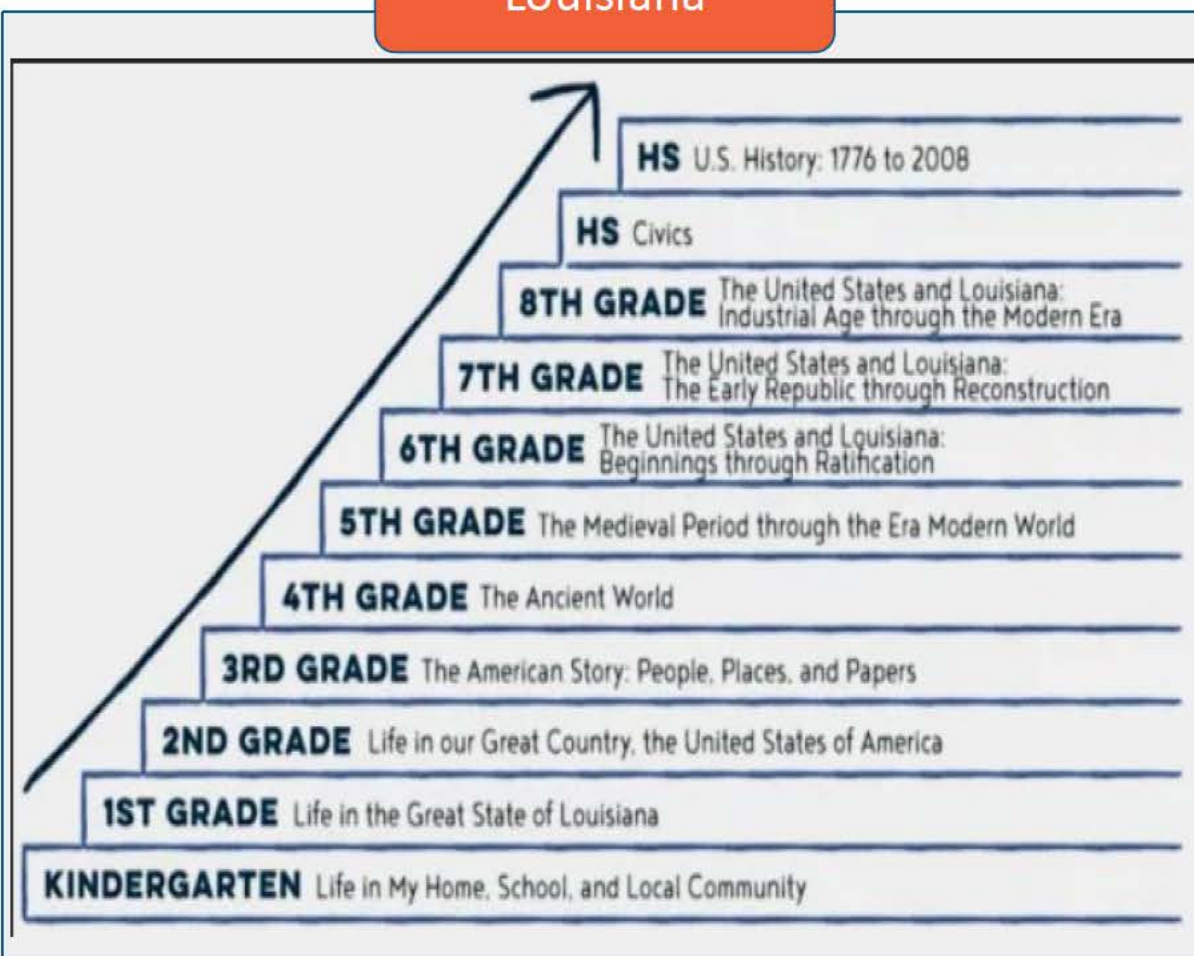 Louisiana
HS U.S. History: 1776 to 2008
HS Civics
8TH GRADE The United States and Louisiana:
Industrial Age through the Modern Era
7TH GRADE The United States and Louisiana:
The Early Republic through Reconstruction
6TH GRADE The United States and Louisiana:
Beginnings through Ratification
5TH GRADE The Medieval Period through the Era Modern World
4TH GRADE The Ancient World
3RD GRADE The American Story: People, Places, and Papers
2ND GRADE Life in our Great Country, the United States of America
1ST GRADE Life in the Great State of Louisiana
KINDERGARTEN Life in My Home, School, and Local Community